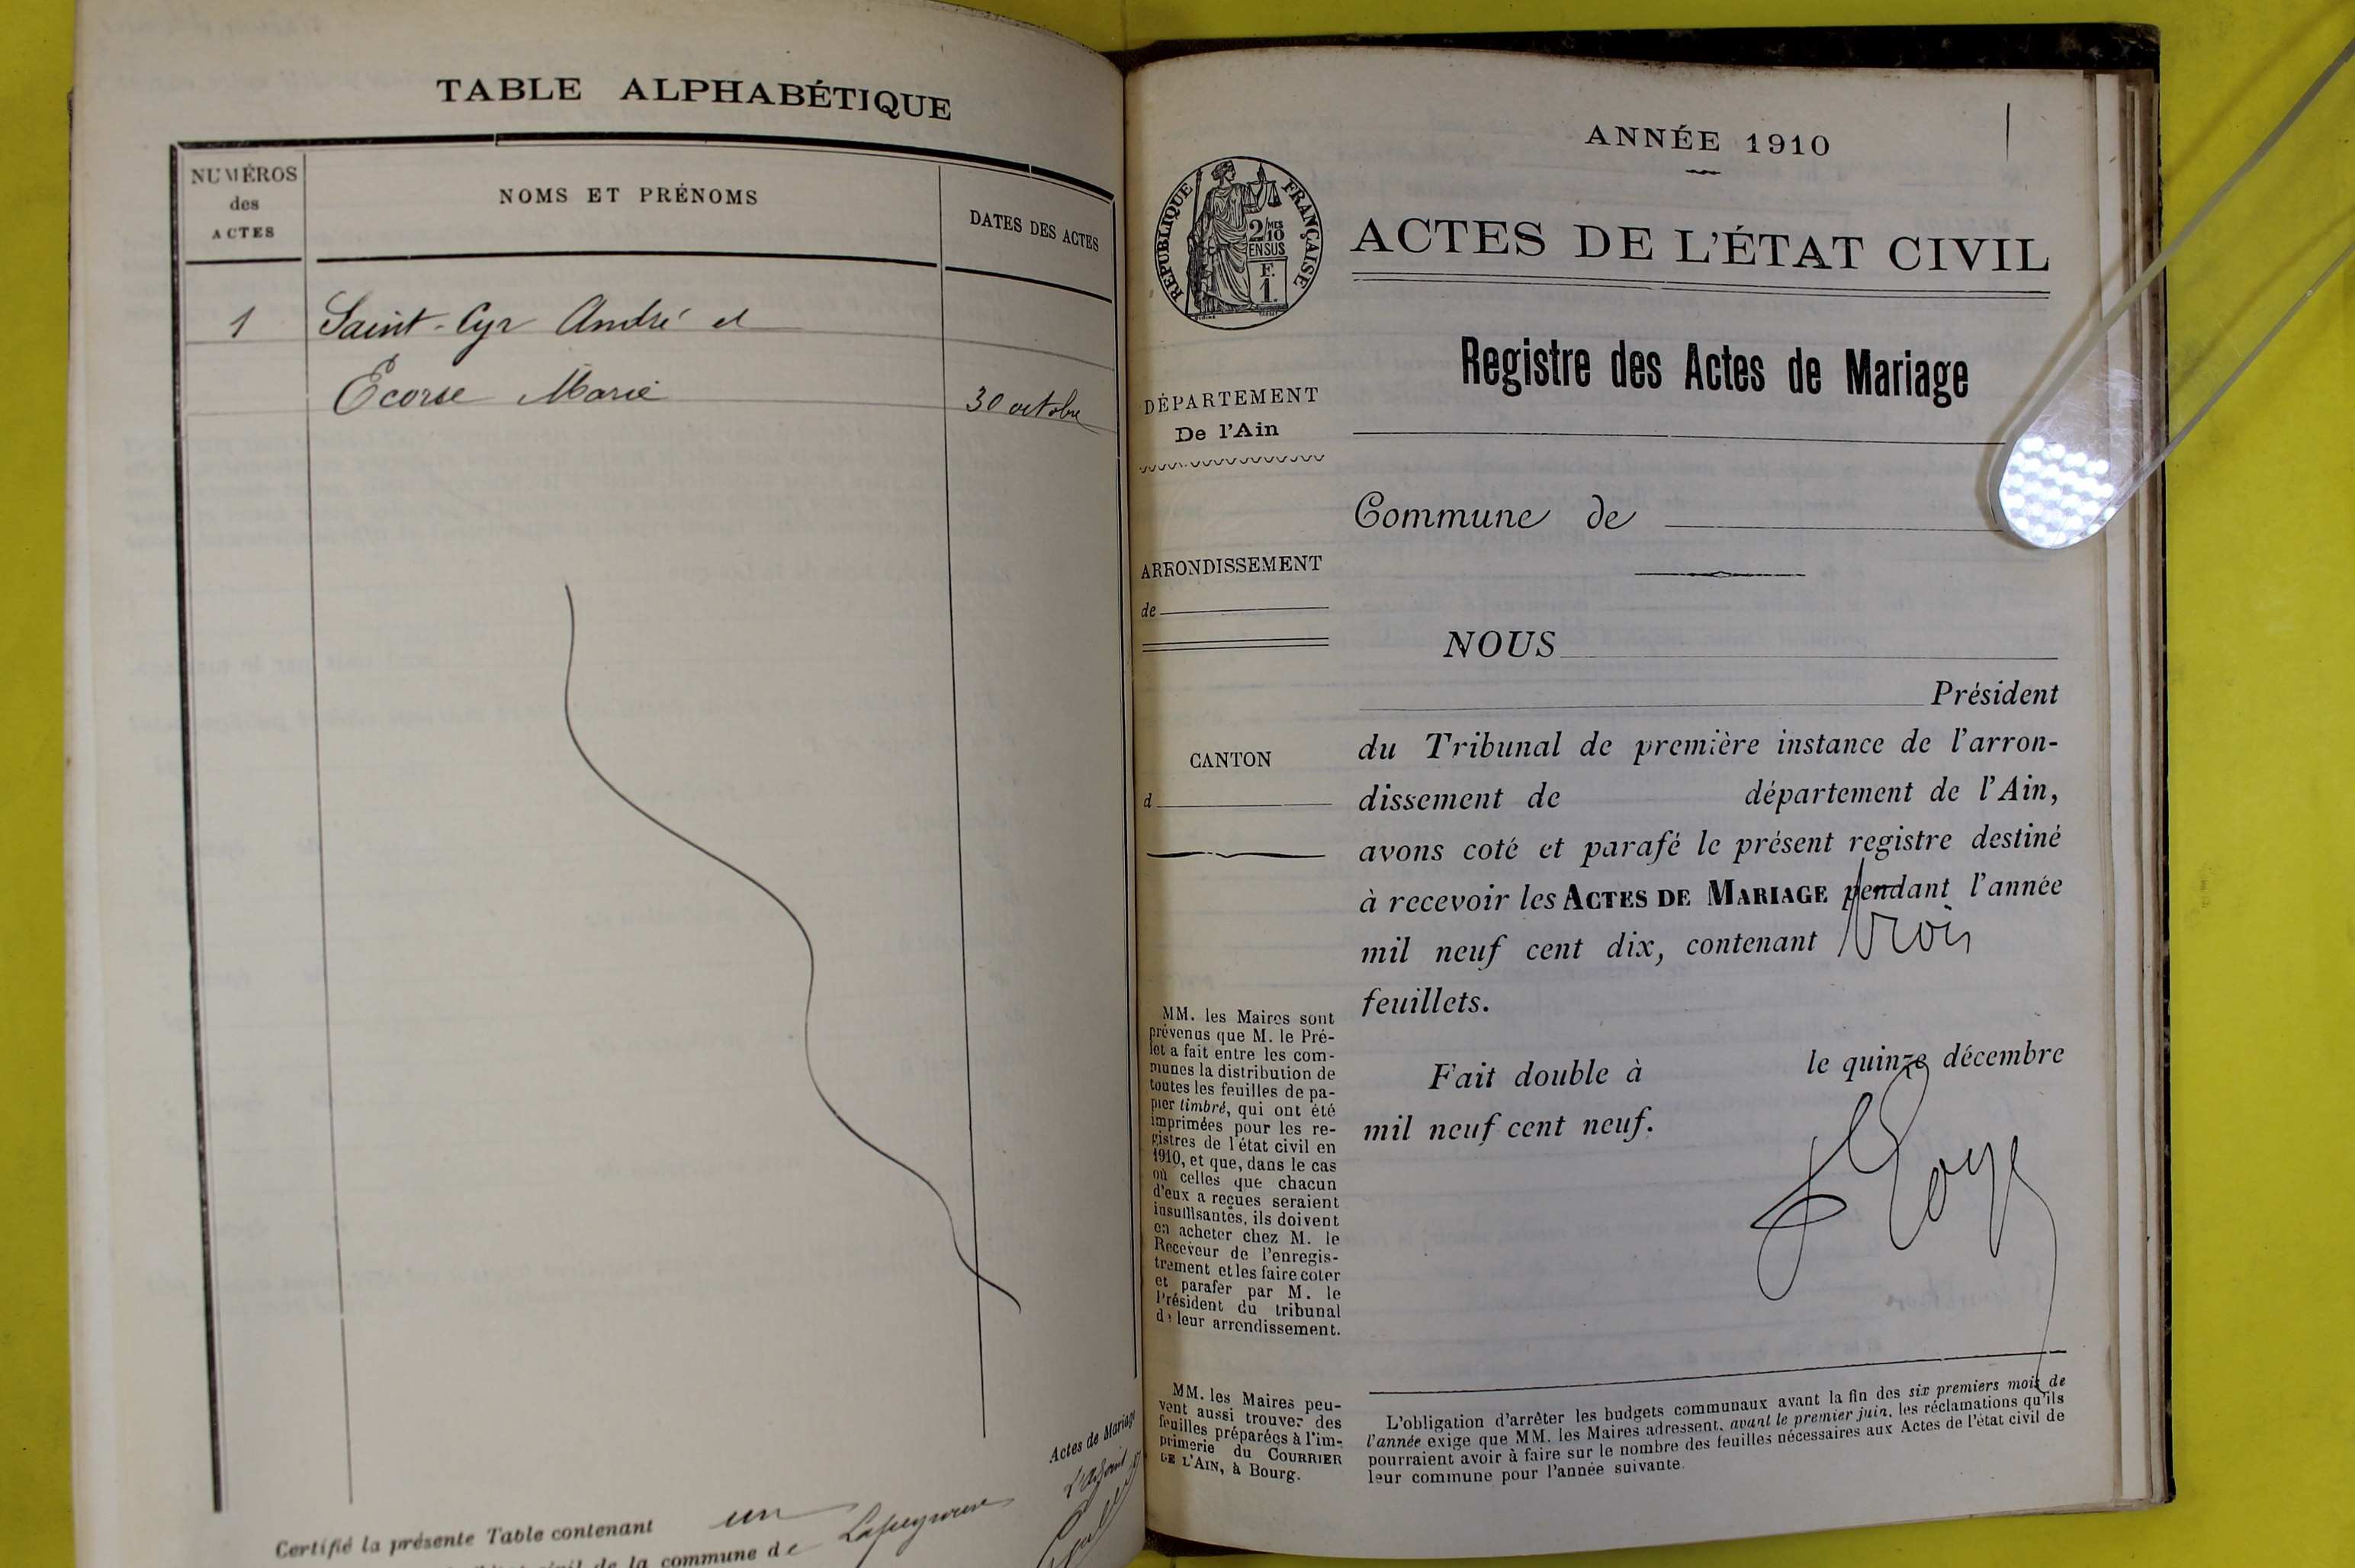 TABLE ALPHABÉTIQUE
NUMÉROS
des
ACTES
NOMS ET PRÉNOMS
DATES DES ACTES
1
Saint-Cyr André et
Ecorse Marie
30 octobre
Actes de Mariage
L'Adjoint
Certifié la présente Table contenant un
de la commune de Lapeyrouse
ANNÉE 1910
RÉPUBLIQUE FRANÇAISE
2/10 MES
EN SUS
F.
1.
ACTES DE L'ÉTAT CIVIL
Registre des Actes de Mariage
DÉPARTEMENT
De l'Ain
Commune de
ARRONDISSEMENT
de
NOUS
Président
CANTON
d
du Tribunal de première instance de l'arron-
dissement de département de l'Ain,
avons coté et parafé le présent registre destiné
à recevoir les ACTES DE MARIAGE pendant l'année
mil neuf cent dix, contenant trois
feuillets.
Fait double à le quinze décembre
mil neuf cent neuf.
MM. les Maires sont
prévenus que M. le Pré-
fet a fait entre les com-
munes la distribution de
toutes les feuilles de pa-
pier timbré, qui ont été
imprimées pour les re-
gistres de l'état civil en
1910, et que, dans le cas
où celles que chacun
d'eux a reçues seraient
insuffisantes, ils doivent
en acheter chez M. le
Receveur de l'enregis-
trement et les faire coter
et parafer par M. le
Président du tribunal
de leur arrondissement.
MM. les Maires peu-
vent aussi trouver des
feuilles préparées à l'im-
primerie du COURRIER
DE L'AIN, à Bourg.
L'obligation d'arrêter les budgets communaux avant la fin des six premiers mois de
l'année exige que MM. les Maires adressent, avant le premier juin, les réclamations qu'ils
pourraient avoir à faire sur le nombre des feuilles nécessaires aux Actes de l'état civil de
leur commune pour l'année suivante.